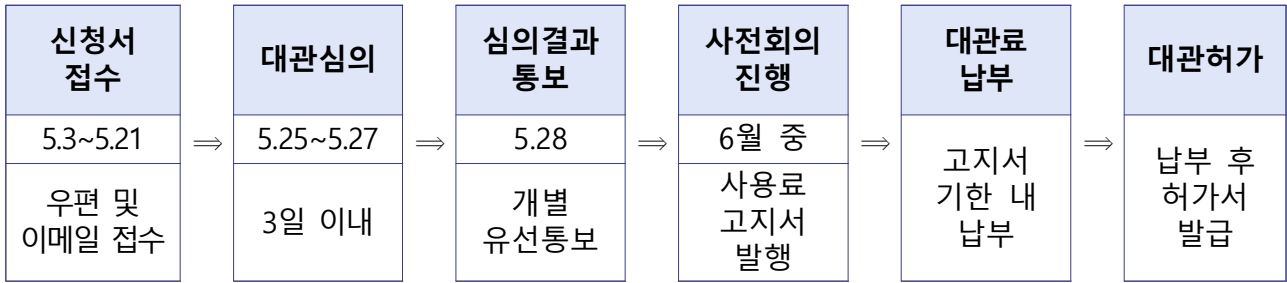 신청서
접수
5.3~5.21
우편 및
이메일 접수
⇒
대관심의
5.25~5.27
3일 이내
⇒
심의결과
통보
5.28
개별
유선통보
⇒
사전회의
진행
6월 중
사용료
고지서
발행
⇒
대관료
납부
고지서
기한 내
납부
⇒
대관허가
납부 후
허가서
발급